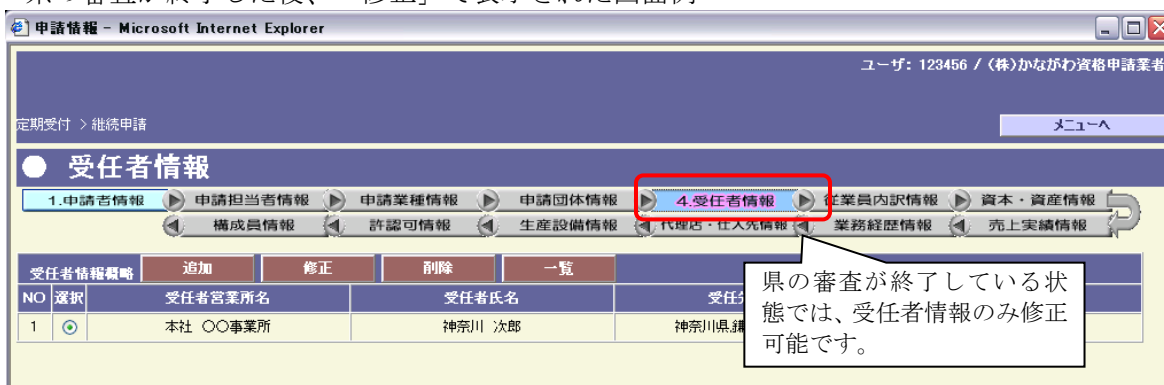 申請情報 - Microsoft Internet Explorer
ユーザ: 123456 / (株)かながわ資格申請業者
定期受付 > 継続申請
メニューへ
● 受任者情報
1.申請者情報 申請担当者情報 申請業種情報 申請団体情報 4.受任者情報 従業員内訳情報 資本・資産情報
構成員情報 許認可情報 生産設備情報 代理店・仕入先情報 業務経歴情報 売上実績情報
受任者情報概略 追加 修正 削除 一覧
NO 選択 受任者営業所名 受任者氏名 受任
1 本社 〇〇事業所 神奈川 次郎 神奈川県鎌
県の審査が終了している状
態では、受任者情報のみ修正
可能です。